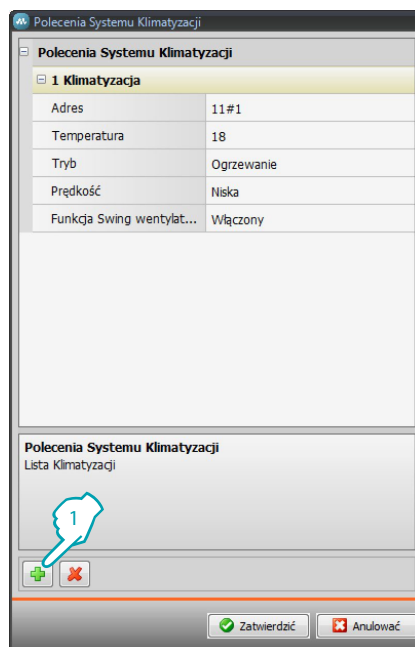 Polecenia Systemu Klimatyzacji
Polecenia Systemu Klimatyzacji
1 Klimatyzacja
Adres 11#1
Temperatura 18
Tryb Ogrzewanie
Prędkość Niska
Funkcja Swing wentylat... Włączony
Polecenia Systemu Klimatyzacji
Lista Klimatyzacji
1
Zatwierdzić Anulować